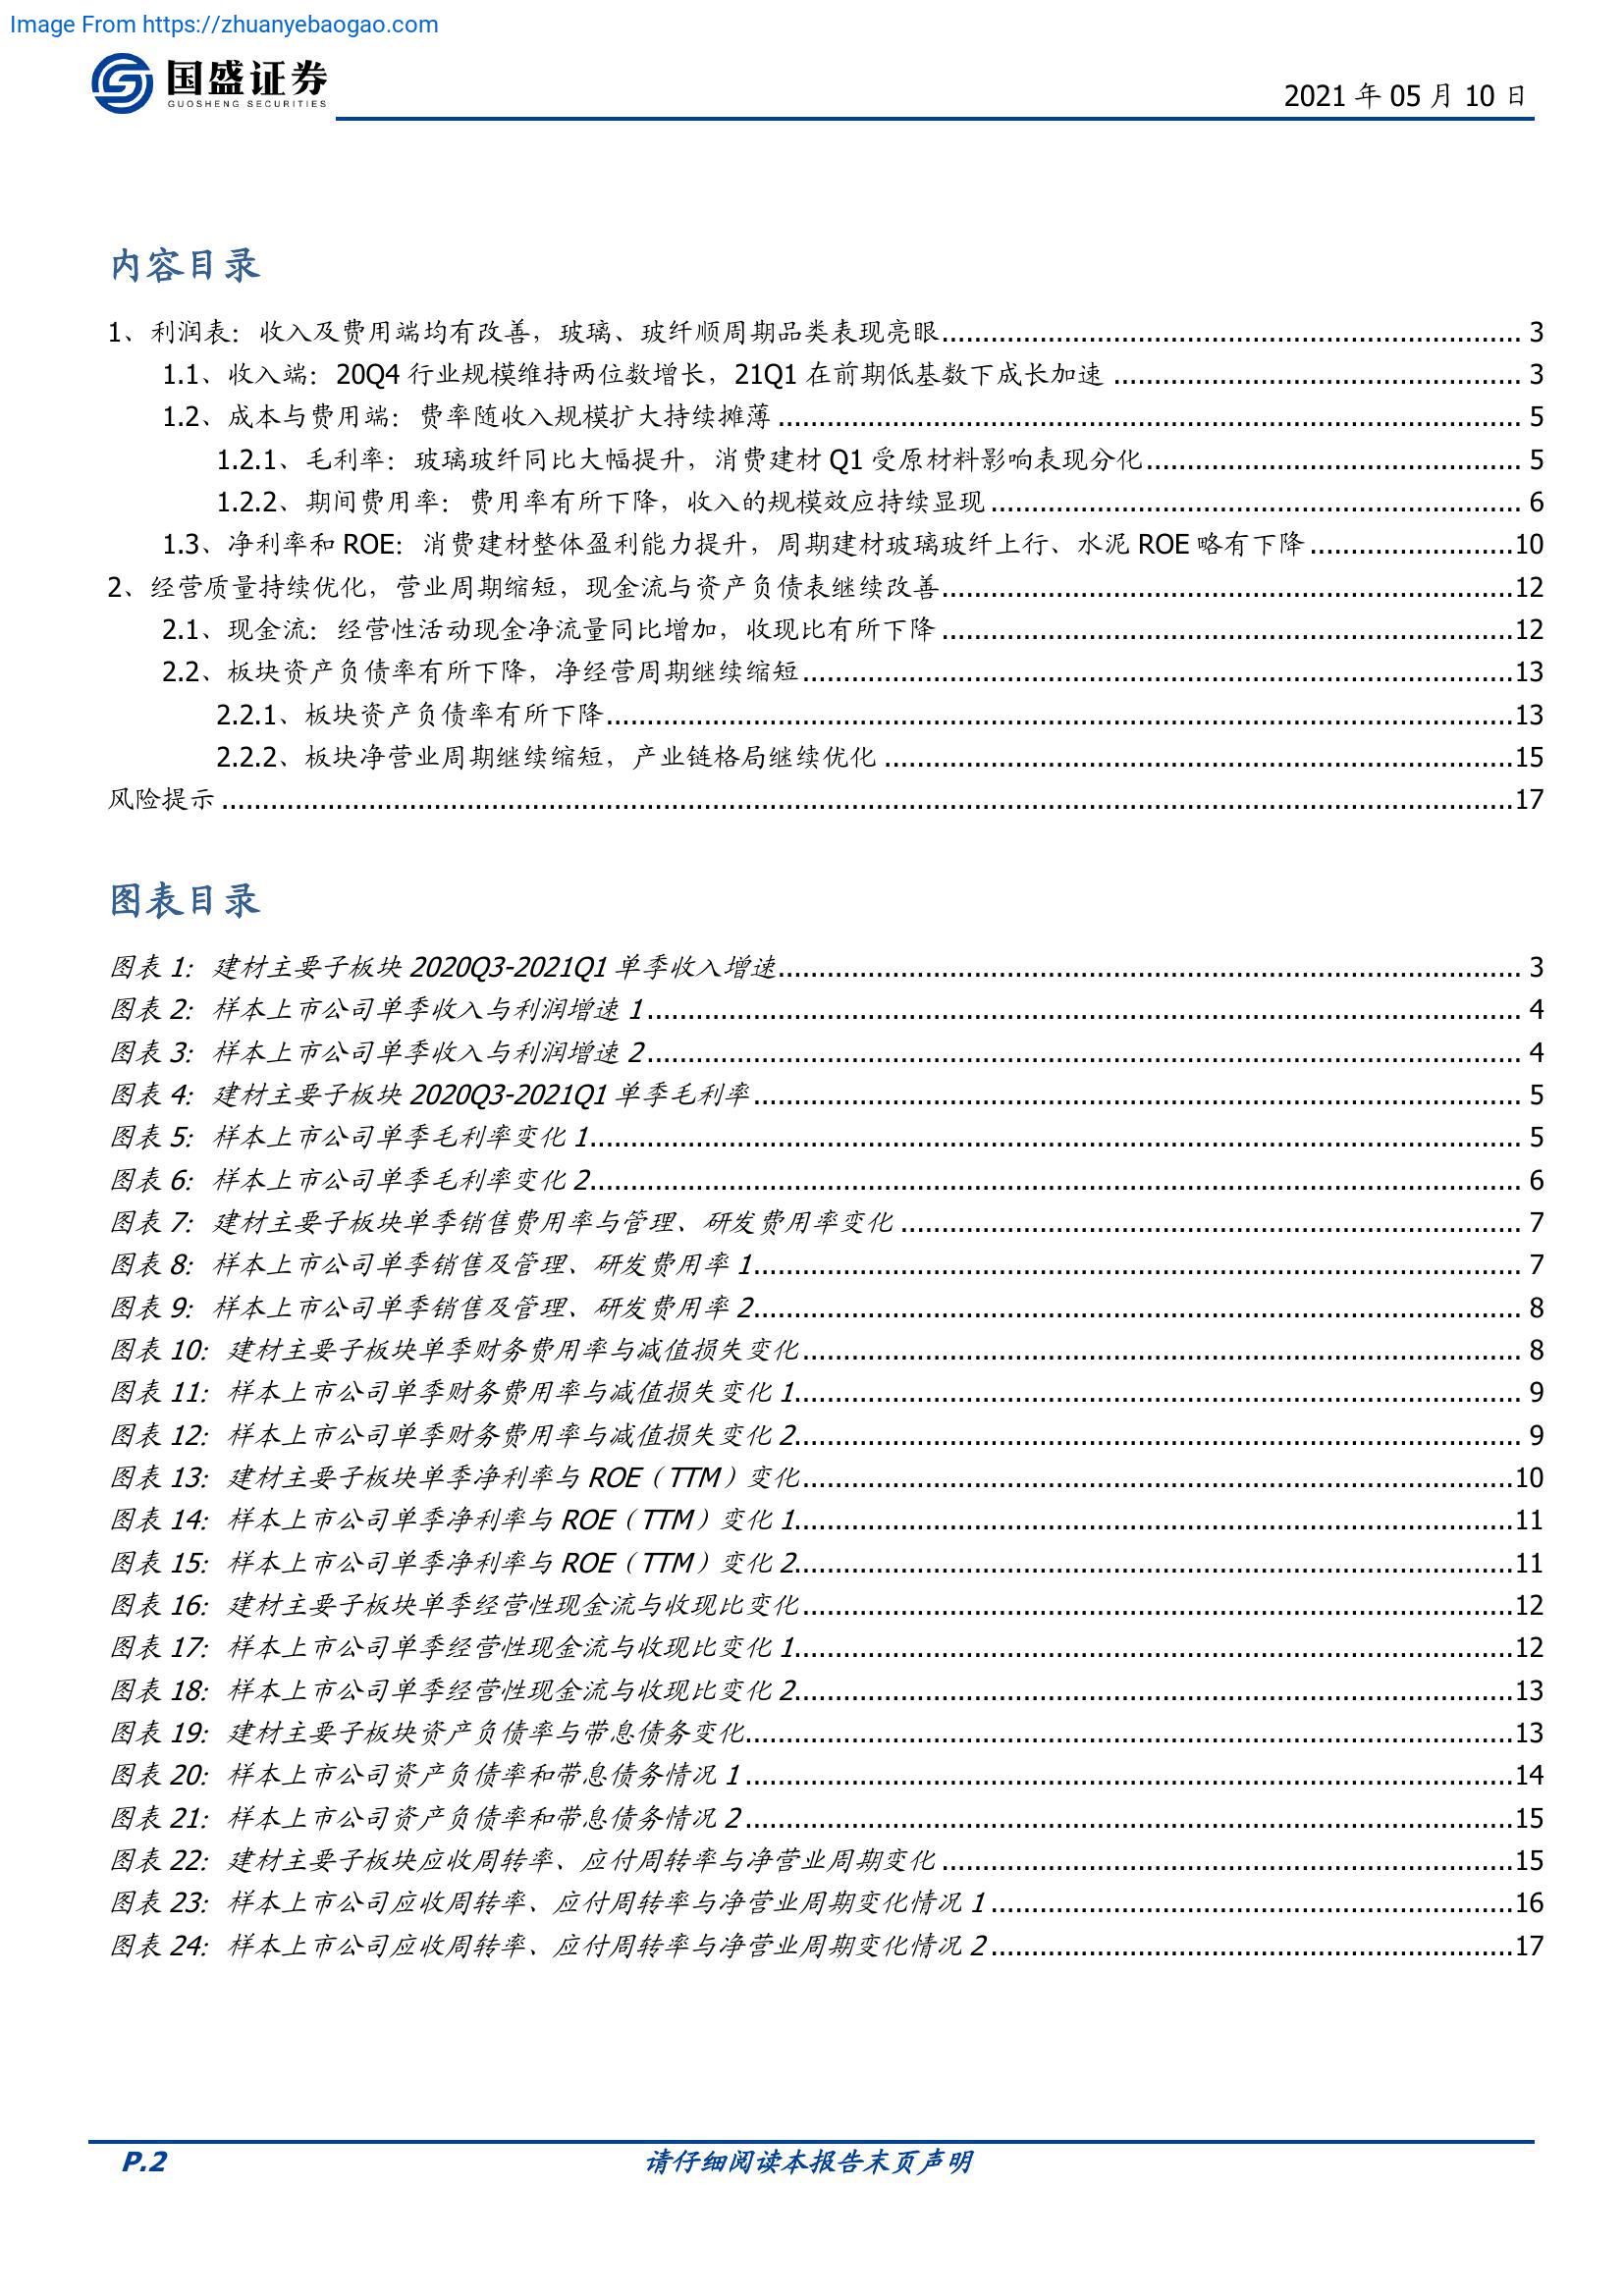 Image From https://zhuanyebaogao.com
国盛证券
GUOSHENG SECURITIES
2021 年 05 月 10 日
内容目录
1、利润表：收入及费用端均有改善，玻璃、玻纤顺周期品类表现亮眼 3
1.1、收入端：20Q4 行业规模维持两位数增长，21Q1 在前期低基数下成长加速 3
1.2、成本与费用端：费率随收入规模扩大持续摊薄 5
1.2.1、毛利率：玻璃玻纤同比大幅提升，消费建材 Q1 受原材料影响表现分化 5
1.2.2、期间费用率：费用率有所下降，收入的规模效应持续显现 6
1.3、净利率和 ROE：消费建材整体盈利能力提升，周期建材玻璃玻纤上行、水泥 ROE 略有下降 10
2、经营质量持续优化，营业周期缩短，现金流与资产负债表继续改善 12
2.1、现金流：经营性活动现金净流量同比增加，收现比有所下降 12
2.2、板块资产负债率有所下降，净经营周期继续缩短 13
2.2.1、板块资产负债率有所下降 13
2.2.2、板块净营业周期继续缩短，产业链格局继续优化 15
风险提示 17
图表目录
图表 1：建材主要子板块 2020Q3-2021Q1 单季收入增速 3
图表 2：样本上市公司单季收入与利润增速 1 4
图表 3：样本上市公司单季收入与利润增速 2 4
图表 4：建材主要子板块 2020Q3-2021Q1 单季毛利率 5
图表 5：样本上市公司单季毛利率变化 1 5
图表 6：样本上市公司单季毛利率变化 2 6
图表 7：建材主要子板块单季销售费用率与管理、研发费用率变化 7
图表 8：样本上市公司单季销售及管理、研发费用率 1 7
图表 9：样本上市公司单季销售及管理、研发费用率 2 8
图表 10：建材主要子板块单季财务费用率与减值损失变化 8
图表 11：样本上市公司单季财务费用率与减值损失变化 1 9
图表 12：样本上市公司单季财务费用率与减值损失变化 2 9
图表 13：建材主要子板块单季净利率与 ROE（TTM）变化 10
图表 14：样本上市公司单季净利率与 ROE（TTM）变化 1 11
图表 15：样本上市公司单季净利率与 ROE（TTM）变化 2 11
图表 16：建材主要子板块单季经营性现金流与收现比变化 12
图表 17：样本上市公司单季经营性现金流与收现比变化 1 12
图表 18：样本上市公司单季经营性现金流与收现比变化 2 13
图表 19：建材主要子板块资产负债率与带息债务变化 13
图表 20：样本上市公司资产负债率和带息债务情况 1 14
图表 21：样本上市公司资产负债率和带息债务情况 2 15
图表 22：建材主要子板块应收周转率、应付周转率与净营业周期变化 15
图表 23：样本上市公司应收周转率、应付周转率与净营业周期变化情况 1 16
图表 24：样本上市公司应收周转率、应付周转率与净营业周期变化情况 2 17
P.2
请仔细阅读本报告末页声明